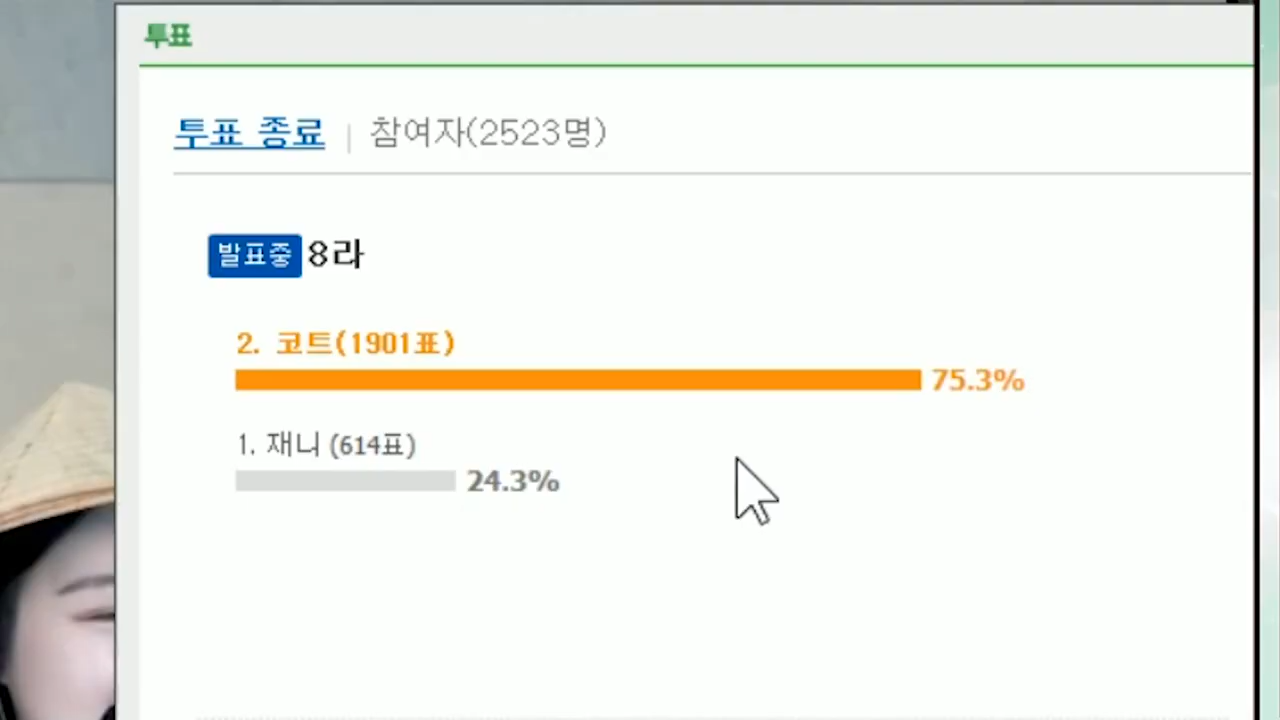 투표
투표 종료 | 참여자(2523명)
발표중 8라
2. 코트(1901표)
75.3%
1. 재니 (614표)
24.3%